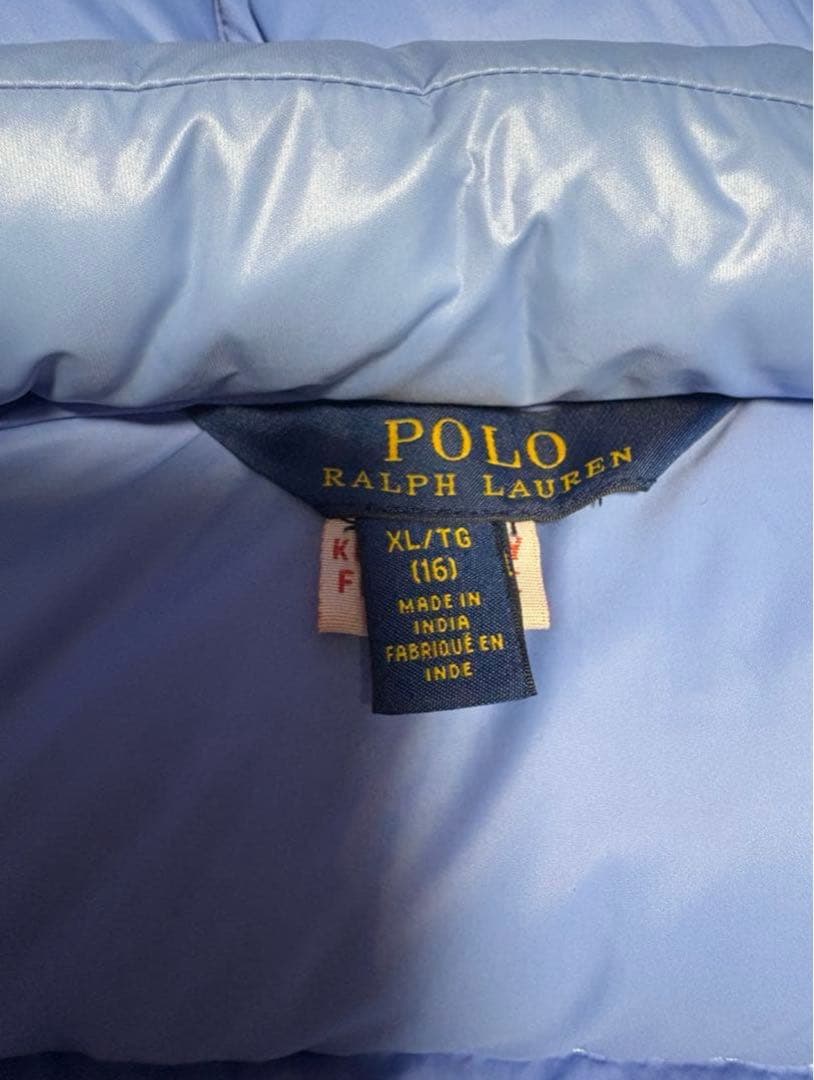 POLO
RALPH LAUREN
XL/TG
(16)
MADE IN
INDIA
FABRIQUÉ EN
INDE
K
F